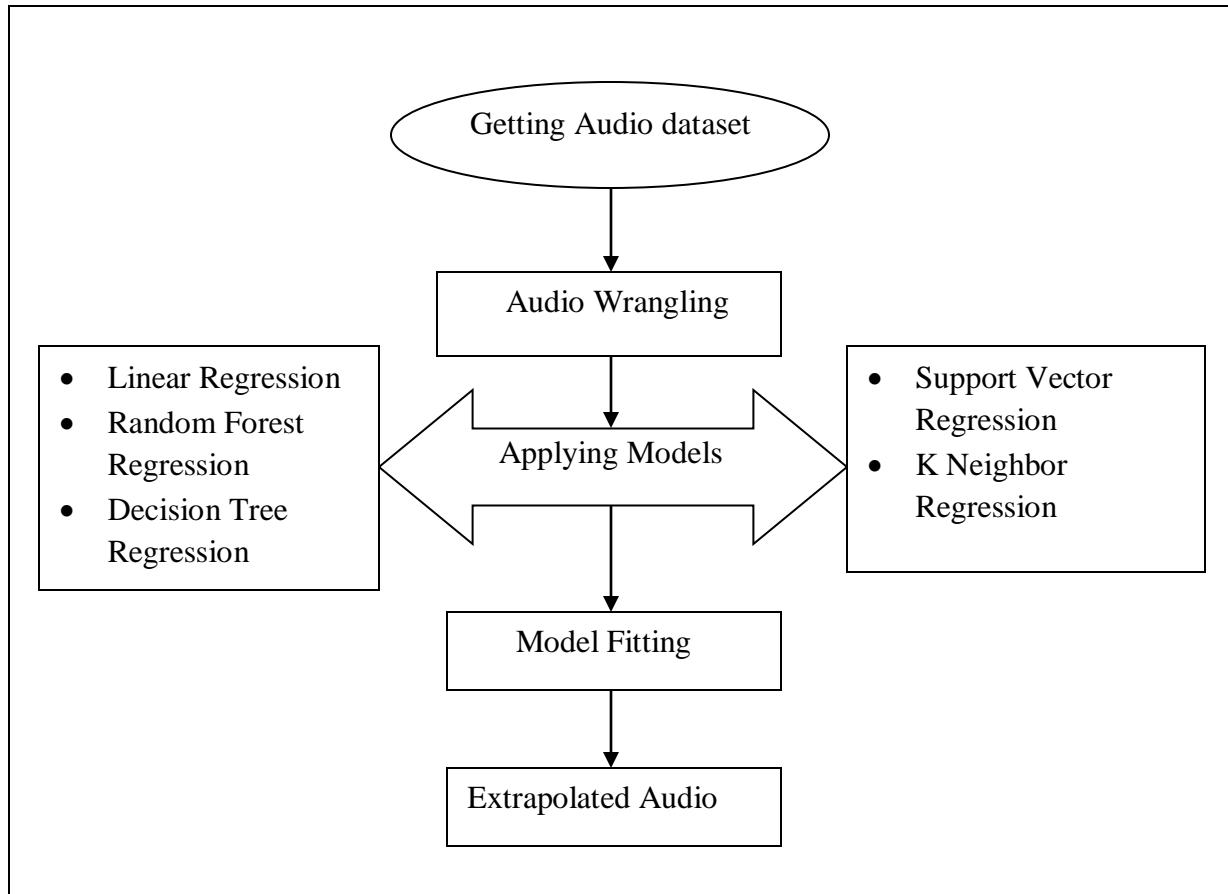 Getting Audio dataset
Audio Wrangling
• Linear Regression
• Random Forest
Regression
• Decision Tree
Regression
Applying Models
• Support Vector
Regression
• K Neighbor
Regression
Model Fitting
Extrapolated Audio